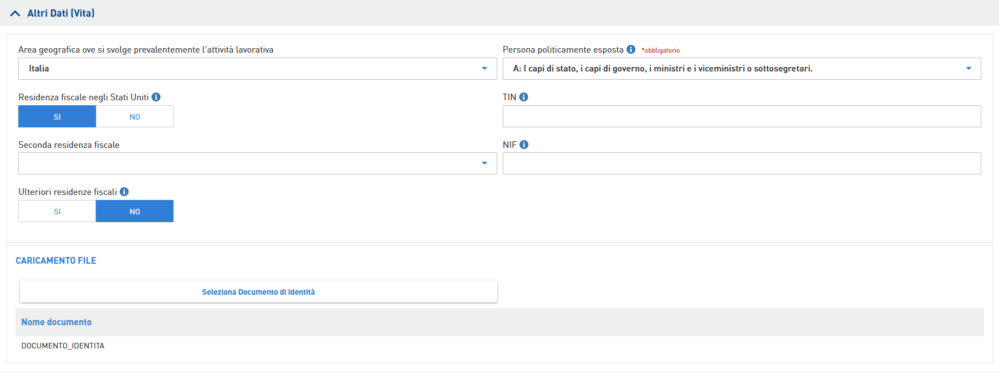 Altri Dati (Vita)
Area geografica ove si svolge prevalentemente l'attività lavorativa
Italia
Persona politicamente esposta *obbligatorio
A: I capi di stato, i capi di governo, i ministri e i viceministri o sottosegretari.
Residenza fiscale negli Stati Uniti
SI NO
TIN
Seconda residenza fiscale
NIF
Ulteriori residenze fiscali
SI NO
CARICAMENTO FILE
Seleziona Documento di identità
Nome documento
DOCUMENTO_IDENTITA